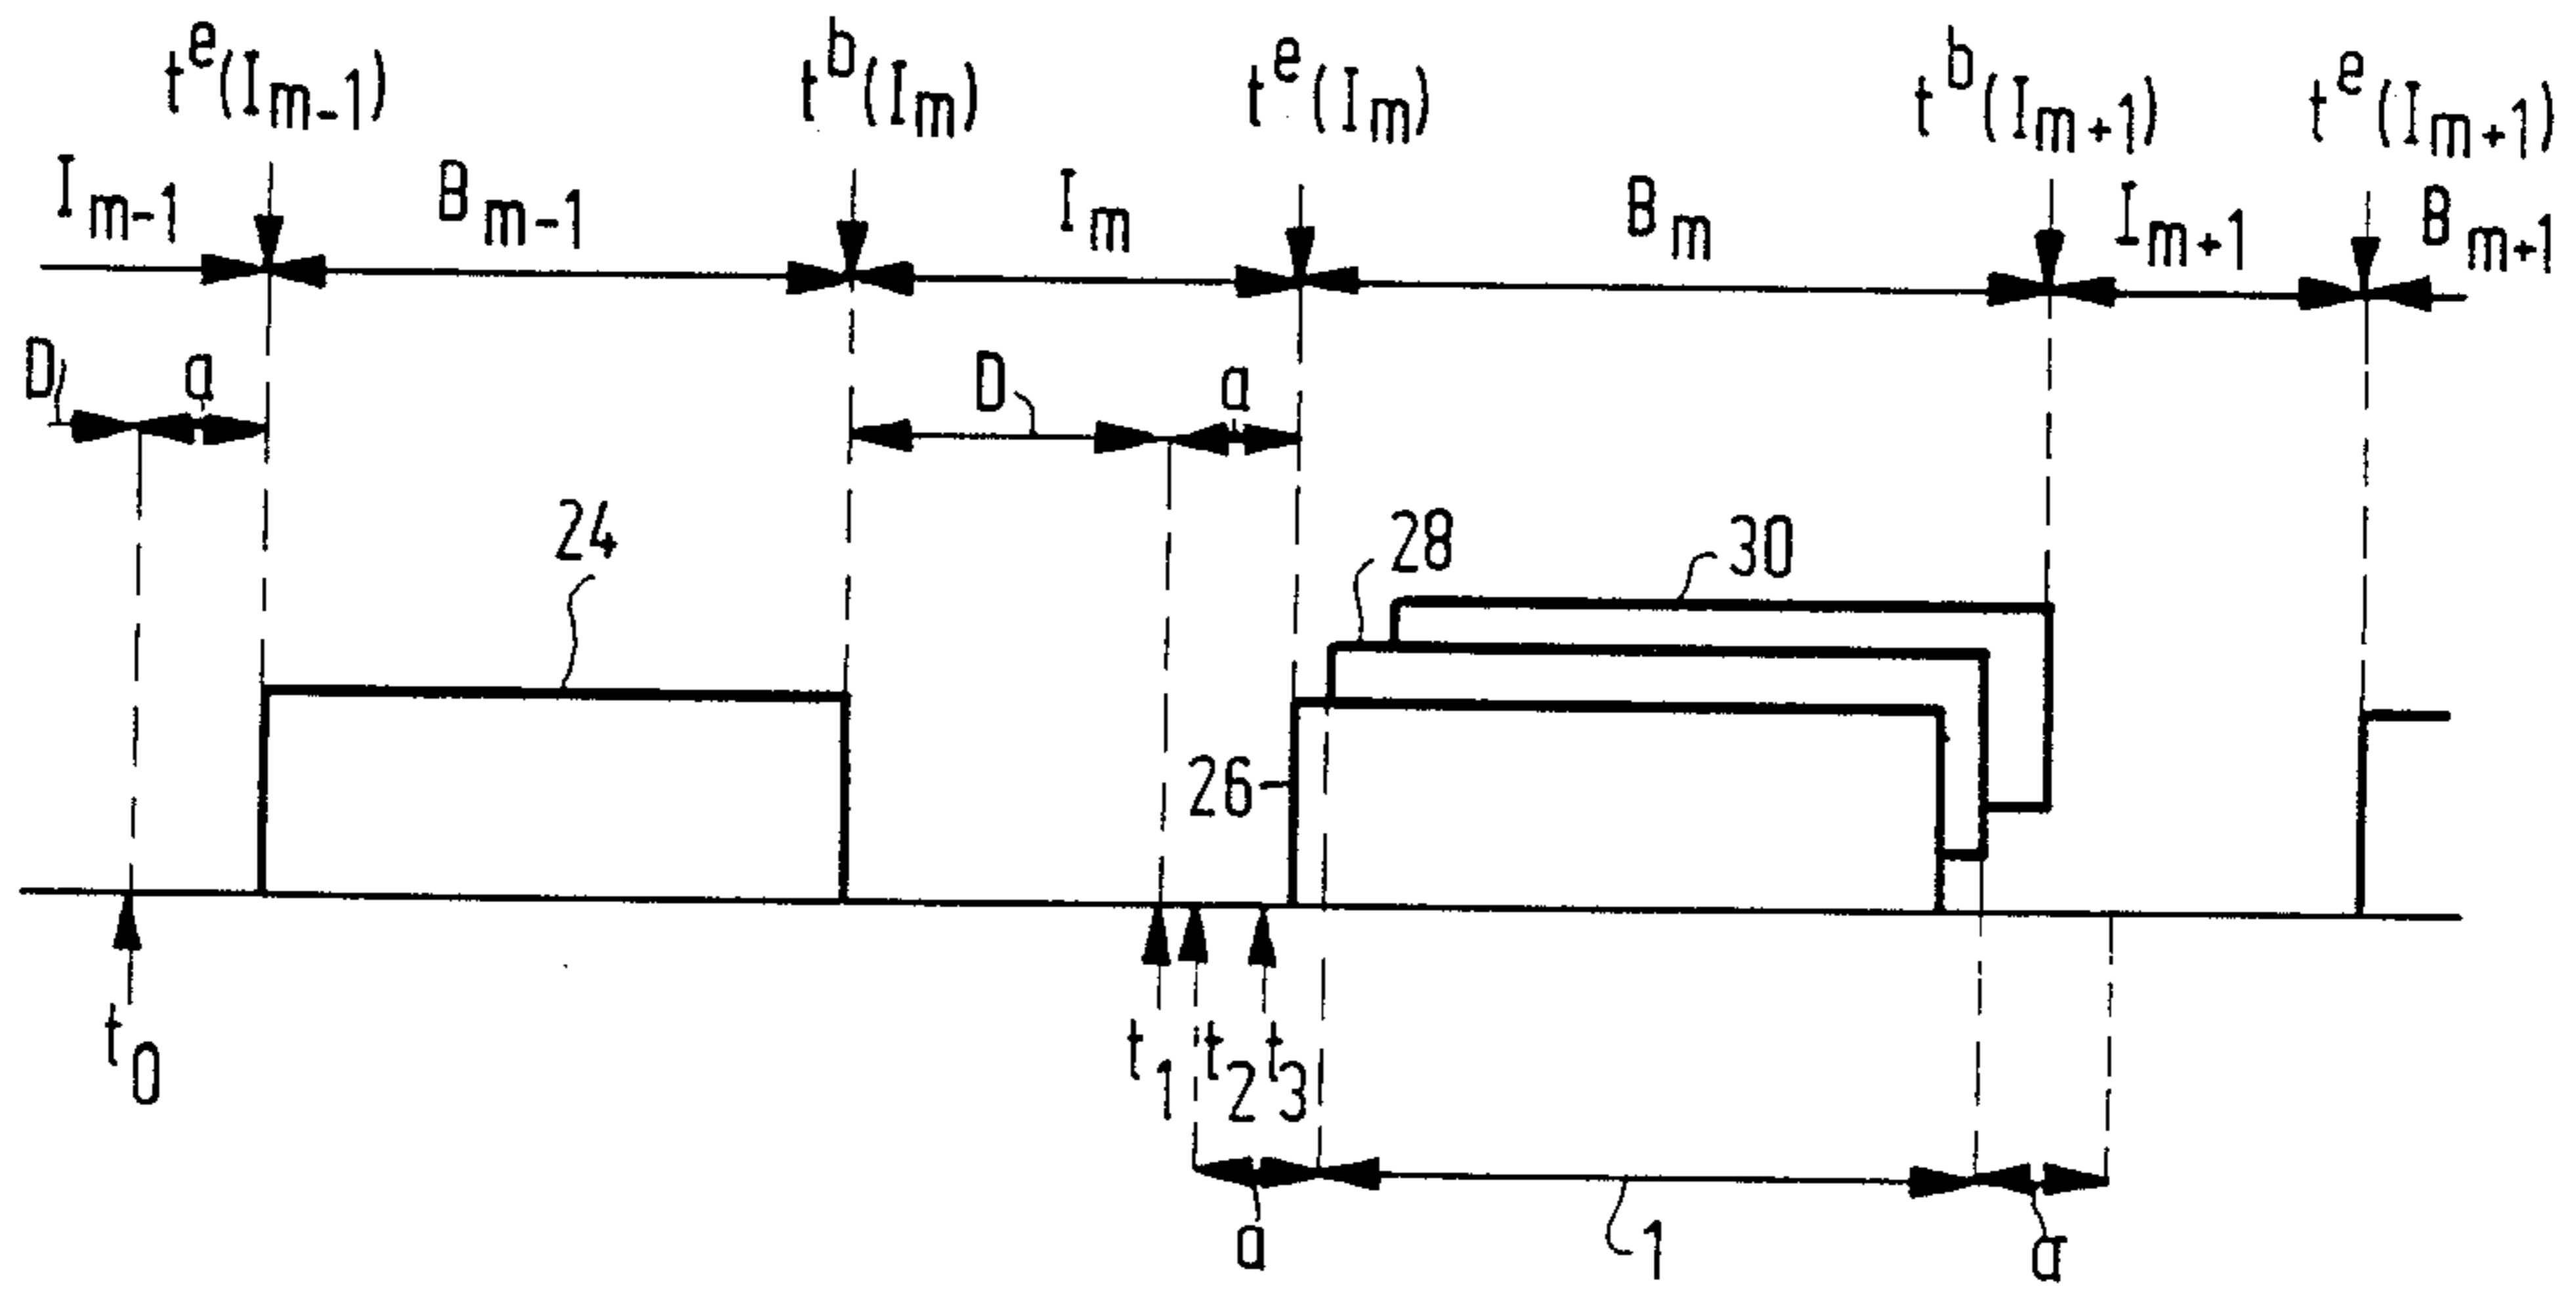 t^e(I_m-1) t^b(I_m) t^e(I_m) t^b(I_m+1) t^e(I_m+1)
I_m-1 B_m-1 I_m B_m I_m+1 B_m+1
D a D a
24 28 30
26
t_0 t_1 t_2 t_3
a 1 a